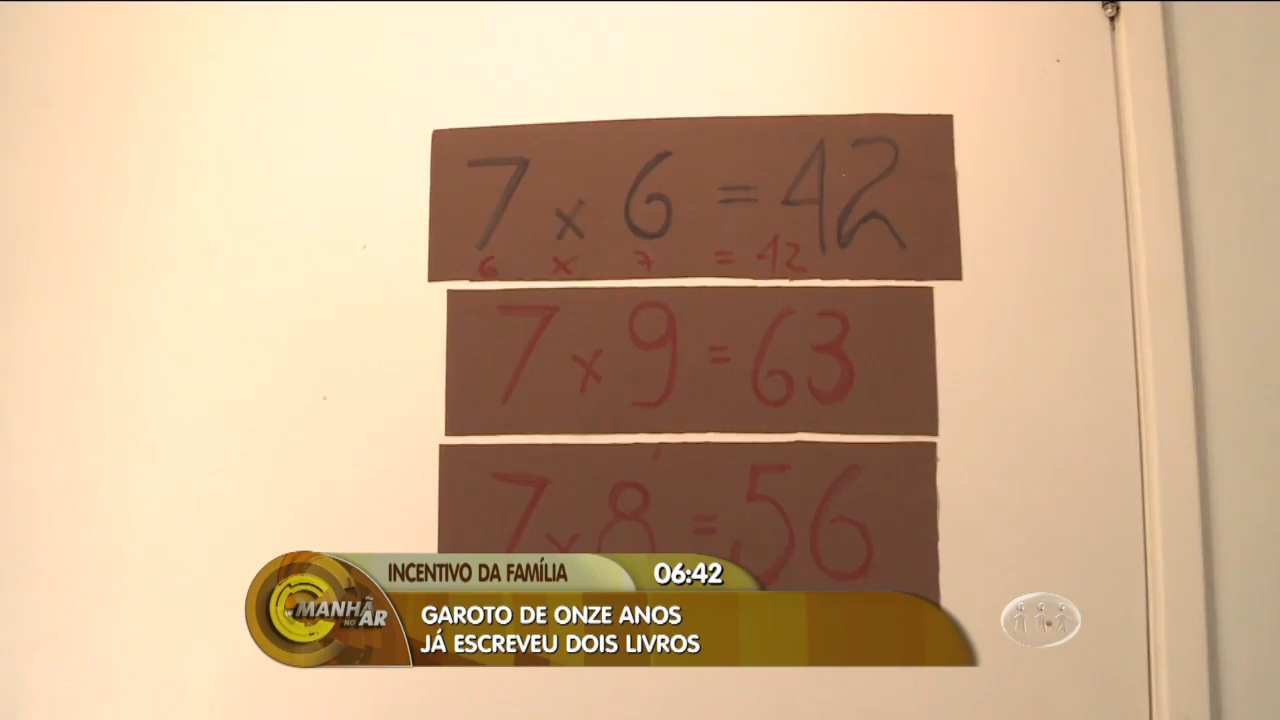 7 x 6 = 42
6 x 7 = 42
7 x 9 = 63
7 x 8 = 56
INCENTIVO DA FAMÍLIA 06:42
MANHÃ
NO AR
GAROTO DE ONZE ANOS
JÁ ESCREVEU DOIS LIVROS